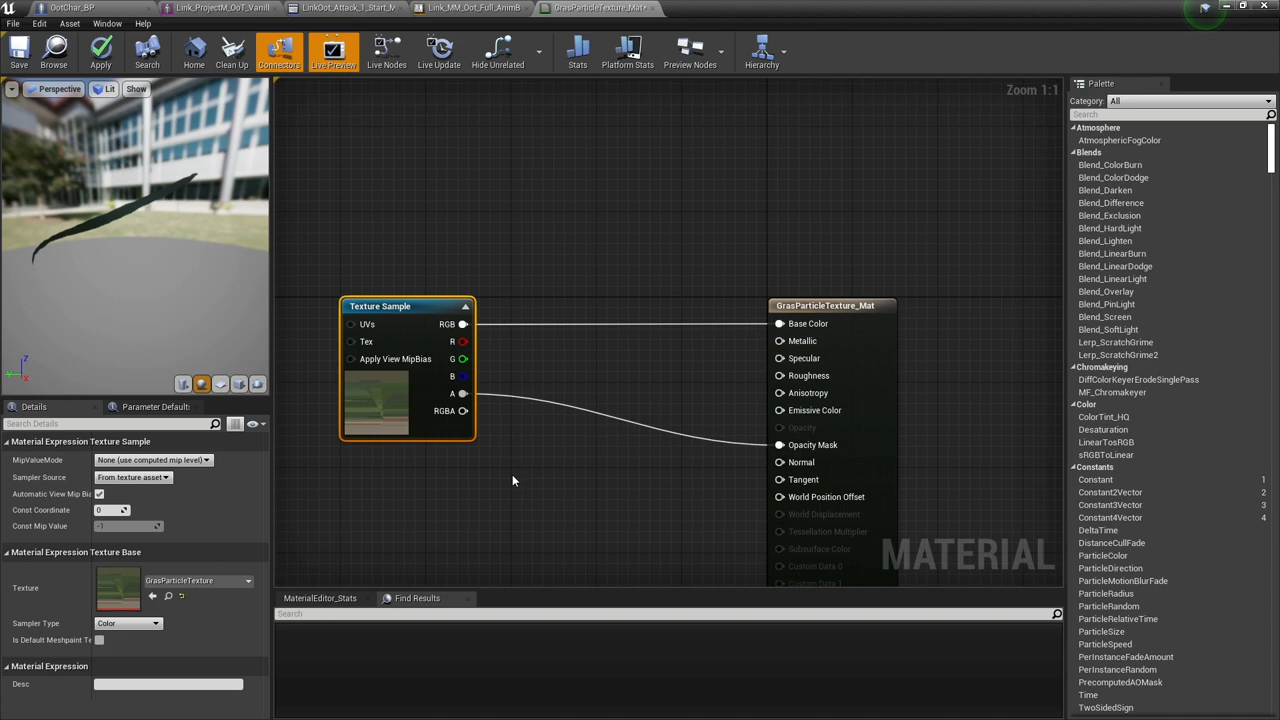 OotChar_BP
Link_ProjectM_OoT_Vanill
LinkOot_Attack_1_Start_M
Link_MM_Oot_Full_AnimB
GrasParticleTexture_Mat*
File Edit Asset Window Help
Save Browse Apply Search Home Clean Up Connectors Live Preview Live Nodes Live Update Hide Unrelated Stats Platform Stats Preview Nodes Hierarchy
Perspective Lit Show
Z
Y
X
Zoom 1:1
Texture Sample
UVs RGB
Tex R
Apply View MipBias G
B
A
RGBA
GrasParticleTexture_Mat
Base Color
Metallic
Specular
Roughness
Anisotropy
Emissive Color
Opacity
Opacity Mask
Normal
Tangent
World Position Offset
World Displacement
Tessellation Multiplier
Subsurface Color
Custom Data 0
Custom Data 1
MATERIAL
Details Parameter Default:
Search Details
Material Expression Texture Sample
MipValueMode None (use computed mip level)
Sampler Source From texture asset
Automatic View Mip Bia
Const Coordinate 0
Const Mip Value -1
Material Expression Texture Base
Texture GrasParticleTexture
Sampler Type Color
Is Default Meshpaint Te
Material Expression
Desc
MaterialEditor_Stats Find Results
Search
Palette
Category: All
Search
Atmosphere
AtmosphericFogColor
Blends
Blend_ColorBurn
Blend_ColorDodge
Blend_Darken
Blend_Difference
Blend_Exclusion
Blend_HardLight
Blend_Lighten
Blend_LinearBurn
Blend_LinearDodge
Blend_LinearLight
Blend_Overlay
Blend_PinLight
Blend_Screen
Blend_SoftLight
Lerp_ScratchGrime
Lerp_ScratchGrime2
Chromakeying
DiffColorKeyerErodeSinglePass
MF_Chromakeyer
Color
ColorTint_HQ
Desaturation
LinearTosRGB
sRGBToLinear
Constants
Constant 1
Constant2Vector 2
Constant3Vector 3
Constant4Vector 4
DeltaTime
DistanceCullFade
ParticleColor
ParticleDirection
ParticleMotionBlurFade
ParticleRadius
ParticleRandom
ParticleRelativeTime
ParticleSize
ParticleSpeed
PerInstanceFadeAmount
PerInstanceRandom
PrecomputedAOMask
Time
TwoSidedSign